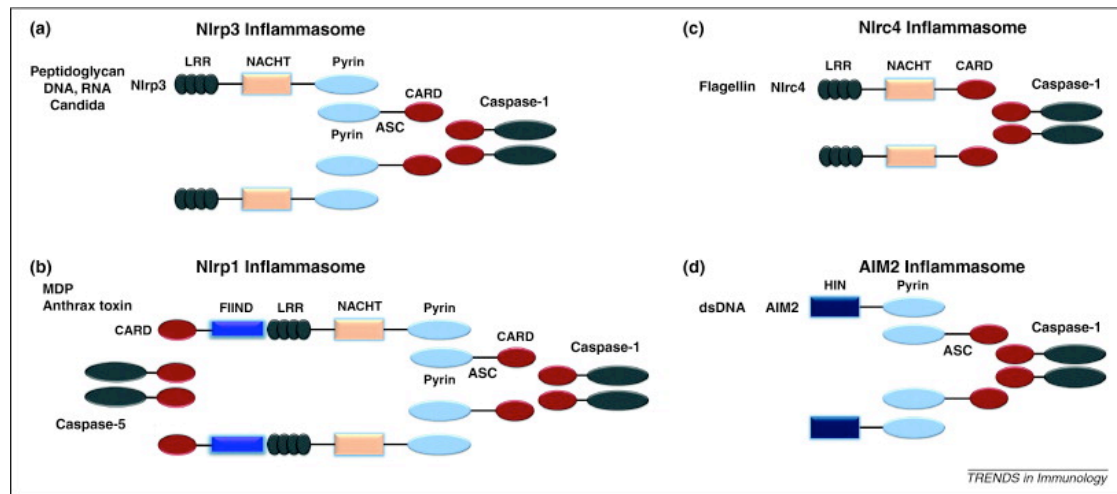 (a) Nlrp3 Inflammasome
LRR NACHT Pyrin
Peptidoglycan
DNA, RNA
Candida
Nlrp3
CARD
Caspase-1
ASC
Pyrin
(b) Nlrp1 Inflammasome
MDP
Anthrax toxin
FIIND LRR NACHT Pyrin
CARD
CARD
Caspase-1
ASC
Pyrin
Caspase-5
(c) Nlrc4 Inflammasome
LRR NACHT CARD
Flagellin Nlrc4
Caspase-1
(d) AIM2 Inflammasome
HIN Pyrin
dsDNA AIM2
Caspase-1
ASC
TRENDS in Immunology